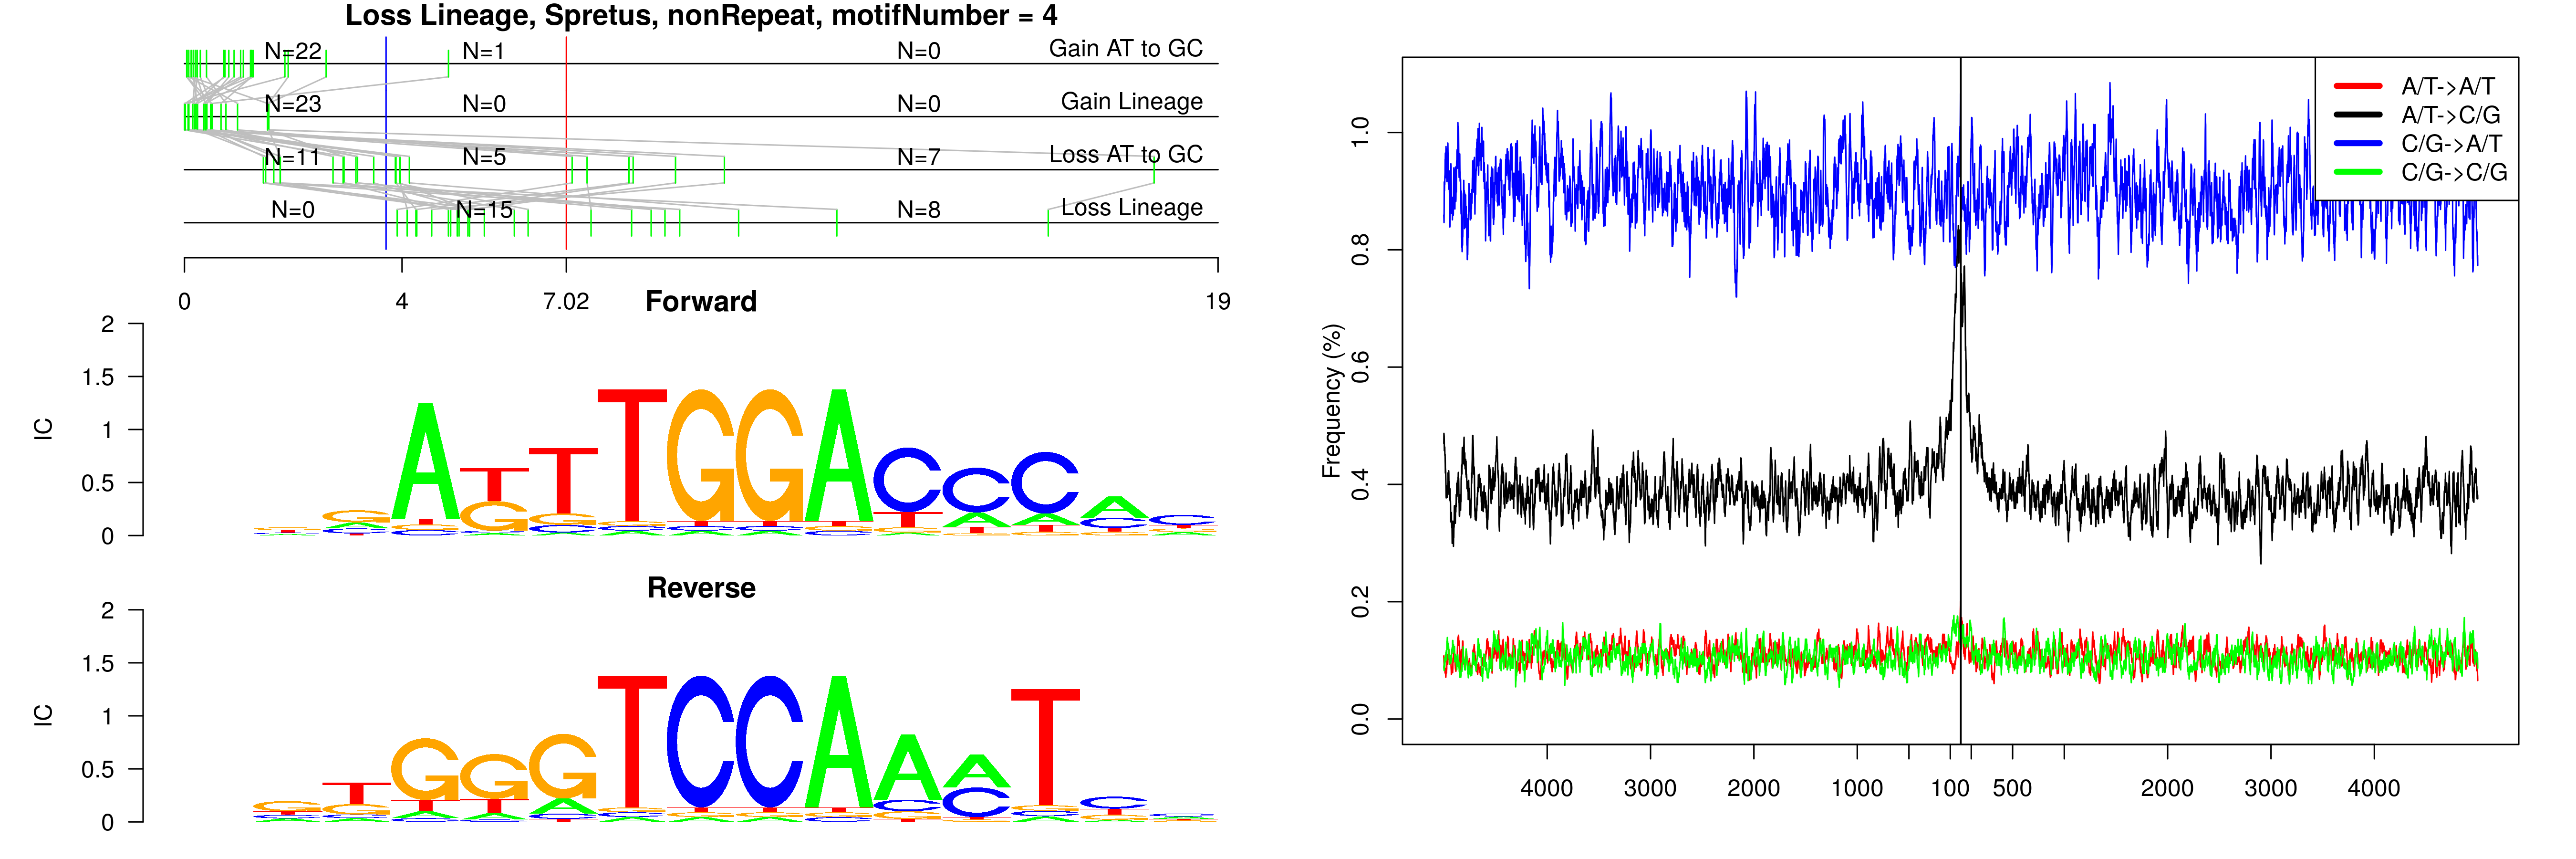 Loss Lineage, Spretus, nonRepeat, motifNumber = 4
N=22 N=1 N=0 Gain AT to GC
N=23 N=0 N=0 Gain Lineage
N=11 N=5 N=7 Loss AT to GC
N=0 N=15 N=8 Loss Lineage
0 4 7.02 19
Forward
2
1.5
1
0.5
0
IC
Reverse
2
1.5
1
0.5
0
IC
A/T->A/T
A/T->C/G
C/G->A/T
C/G->C/G
Frequency (%)
1.0
0.8
0.6
0.4
0.2
0.0
4000 3000 2000 1000 100 500 2000 3000 4000